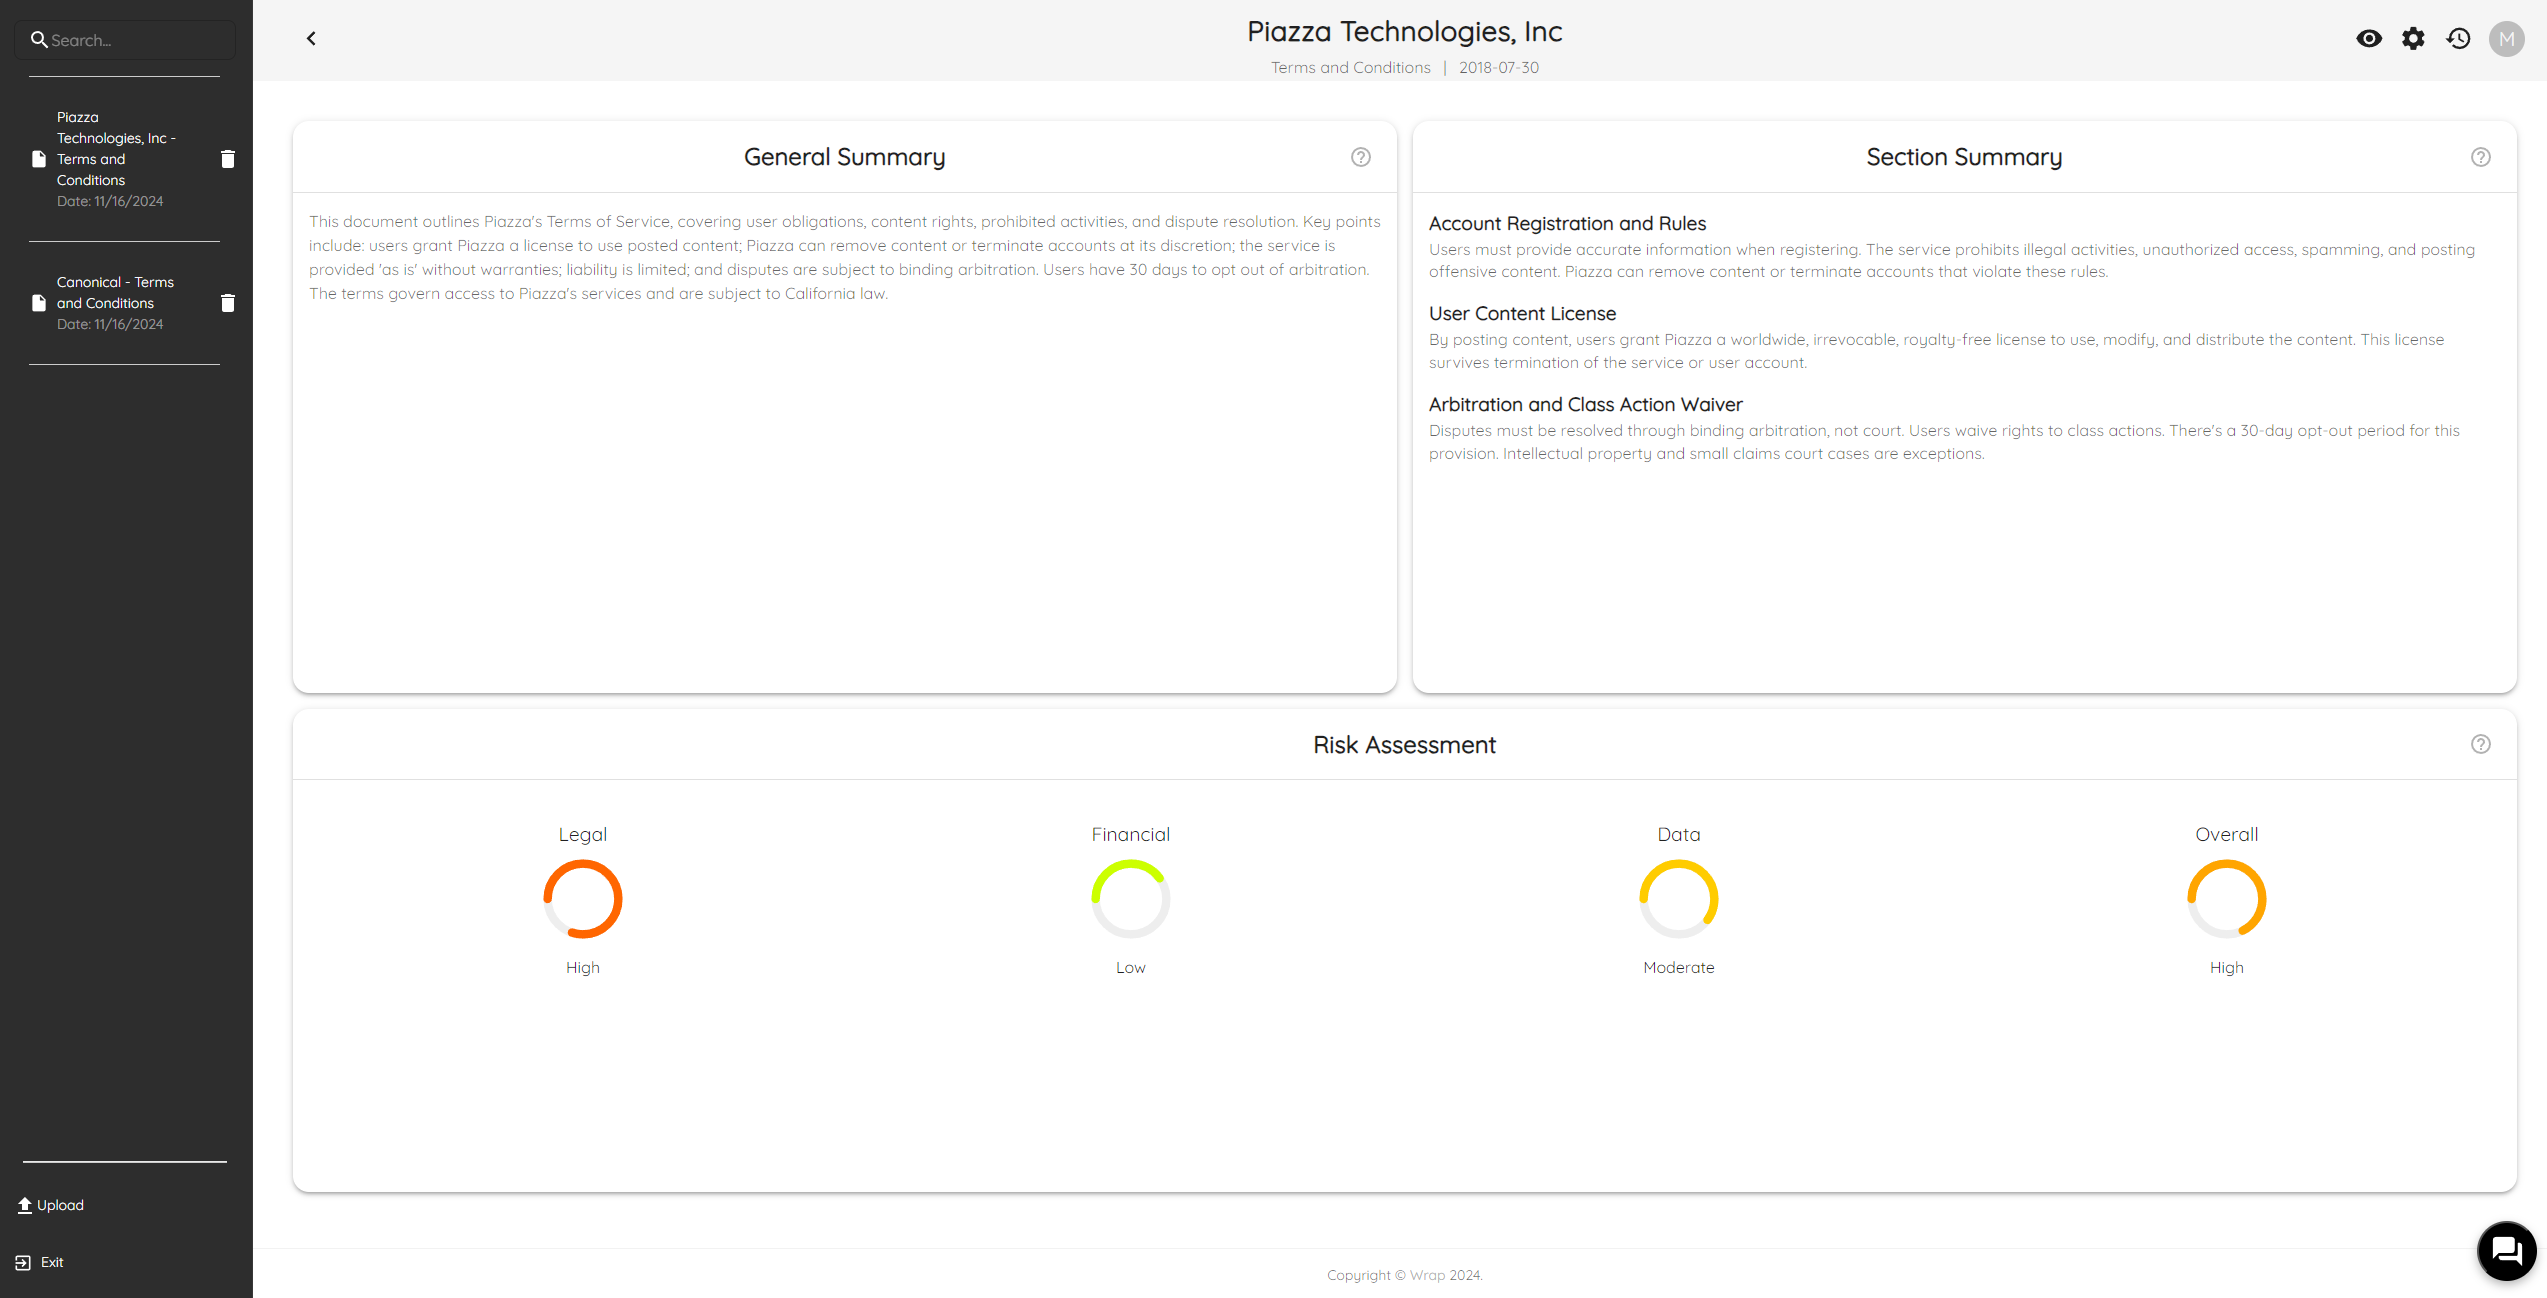 Search...
Piazza
Technologies, Inc -
Terms and
Conditions
Date: 11/16/2024
Canonical - Terms
and Conditions
Date: 11/16/2024
Upload
Exit
Piazza Technologies, Inc
Terms and Conditions | 2018-07-30
M
General Summary
This document outlines Piazza's Terms of Service, covering user obligations, content rights, prohibited activities, and dispute resolution. Key points
include: users grant Piazza a license to use posted content; Piazza can remove content or terminate accounts at its discretion; the service is
provided 'as is' without warranties; liability is limited; and disputes are subject to binding arbitration. Users have 30 days to opt out of arbitration.
The terms govern access to Piazza's services and are subject to California law.
Section Summary
Account Registration and Rules
Users must provide accurate information when registering. The service prohibits illegal activities, unauthorized access, spamming, and posting
offensive content. Piazza can remove content or terminate accounts that violate these rules.
User Content License
By posting content, users grant Piazza a worldwide, irrevocable, royalty-free license to use, modify, and distribute the content. This license
survives termination of the service or user account.
Arbitration and Class Action Waiver
Disputes must be resolved through binding arbitration, not court. Users waive rights to class actions. There's a 30-day opt-out period for this
provision. Intellectual property and small claims court cases are exceptions.
Risk Assessment
Legal
High
Financial
Low
Data
Moderate
Overall
High
Copyright © Wrap 2024.